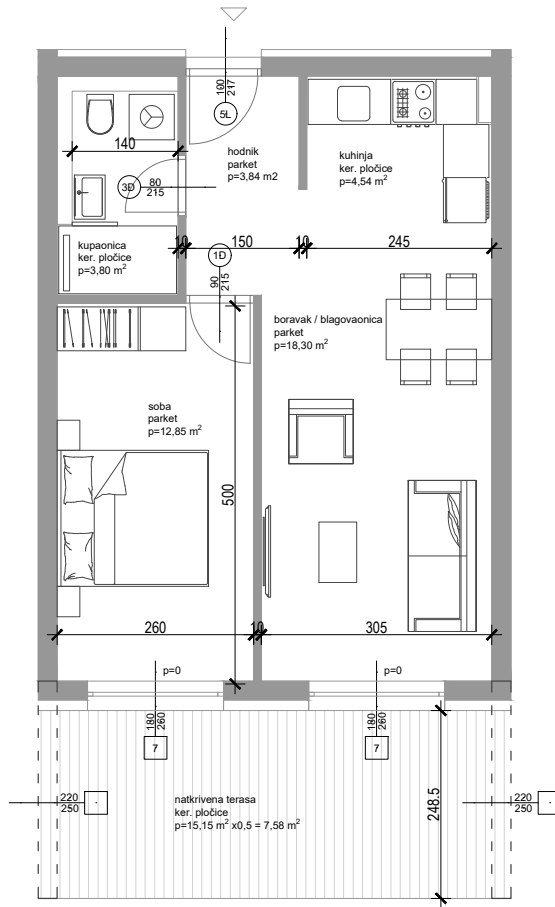 100
217
5L
140
hodnik
parket
p=3,84 m2
kuhinja
ker. pločice
p=4,54 m²
3D
80
215
10
150
10
245
kupaonica
ker. pločice
p=3,80 m²
1D
90
215
boravak / blagovaonica
parket
p=18,30 m²
soba
parket
p=12,85 m²
500
260
10
305
p=0
p=0
180
260
7
180
260
7
220
250
natkrivena terasa
ker. pločice
p=15,15 m² x0,5 = 7,58 m²
248.5
220
250